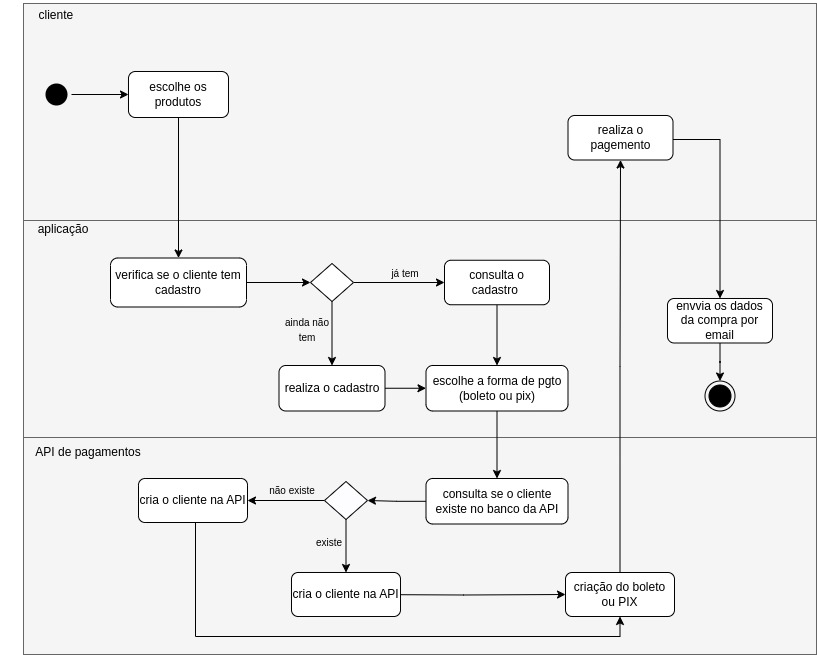 cliente
escolhe os
produtos
realiza o
pagemento
aplicação
verifica se o cliente tem
cadastro
já tem
consulta o
cadastro
ainda não
tem
envvia os dados
da compra por
email
realiza o cadastro
escolhe a forma de pgto
(boleto ou pix)
API de pagamentos
cria o cliente na API
não existe
consulta se o cliente
existe no banco da API
existe
cria o cliente na API
criação do boleto
ou PIX